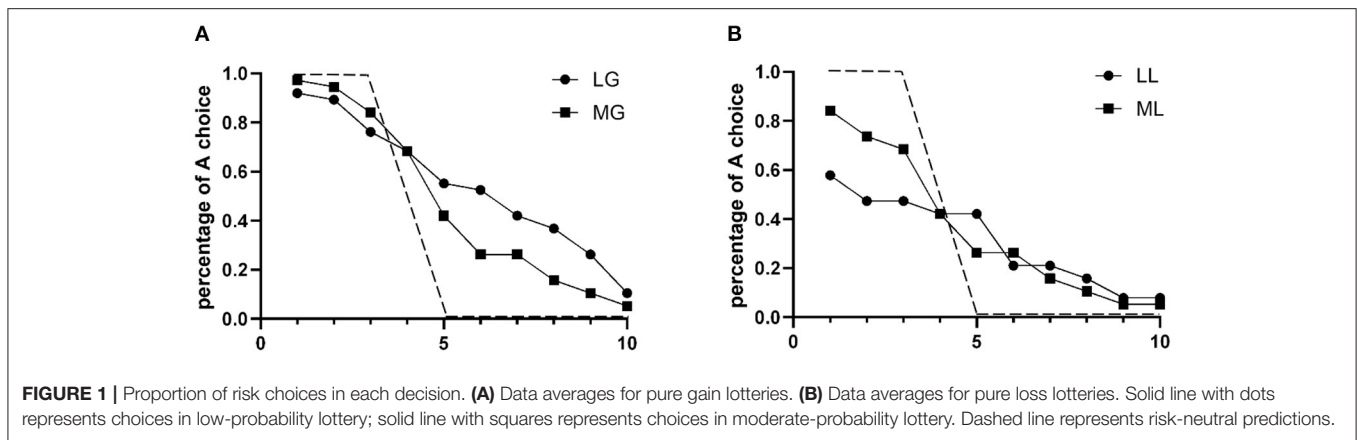 A
B
LG
MG
LL
ML
percentage of A choice
1.0
0.8
0.6
0.4
0.2
0.0
0
5
10
percentage of A choice
1.0
0.8
0.6
0.4
0.2
0.0
0
5
10
FIGURE 1 | Proportion of risk choices in each decision. (A) Data averages for pure gain lotteries. (B) Data averages for pure loss lotteries. Solid line with dots
represents choices in low-probability lottery; solid line with squares represents choices in moderate-probability lottery. Dashed line represents risk-neutral predictions.